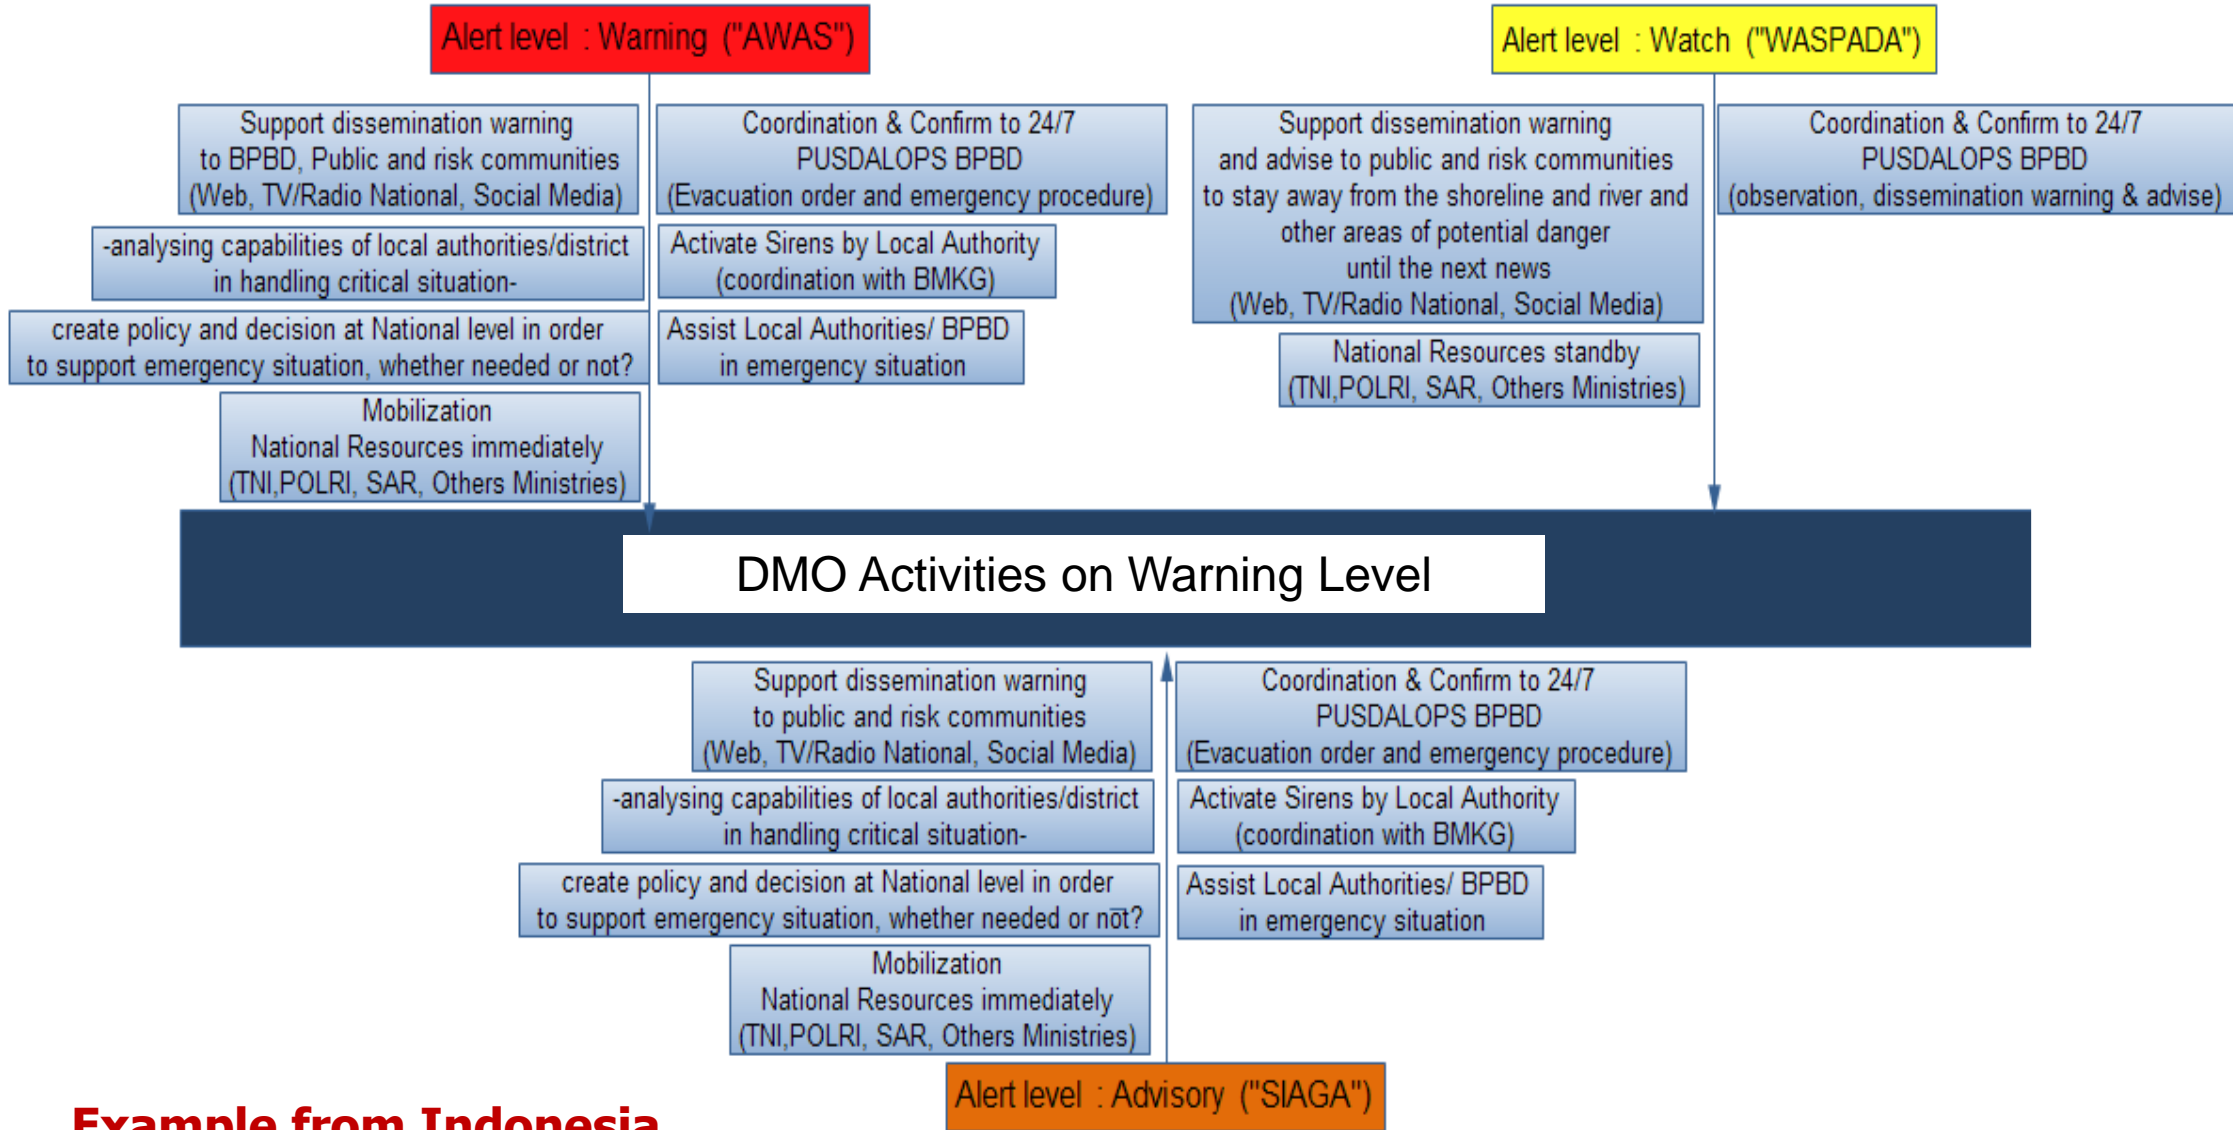 Alert level : Warning ("AWAS")
Support dissemination warning
to BPBD, Public and risk communities
(Web, TV/Radio National, Social Media)
-analysing capabilities of local authorities/district
in handling critical situation-
create policy and decision at National level in order
to support emergency situation, whether needed or not?
Mobilization
National Resources immediately
(TNI,POLRI, SAR, Others Ministries)
Coordination & Confirm to 24/7
PUSDALOPS BPBD
(Evacuation order and emergency procedure)
Activate Sirens by Local Authority
(coordination with BMKG)
Assist Local Authorities/ BPBD
in emergency situation
Alert level : Watch ("WASPADA")
Support dissemination warning
and advise to public and risk communities
to stay away from the shoreline and river and
other areas of potential danger
until the next news
(Web, TV/Radio National, Social Media)
National Resources standby
(TNI,POLRI, SAR, Others Ministries)
Coordination & Confirm to 24/7
PUSDALOPS BPBD
(observation, dissemination warning & advise)
DMO Activities on Warning Level
Support dissemination warning
to public and risk communities
(Web, TV/Radio National, Social Media)
-analysing capabilities of local authorities/district
in handling critical situation-
create policy and decision at National level in order
to support emergency situation, whether needed or not?
Mobilization
National Resources immediately
(TNI,POLRI, SAR, Others Ministries)
Coordination & Confirm to 24/7
PUSDALOPS BPBD
(Evacuation order and emergency procedure)
Activate Sirens by Local Authority
(coordination with BMKG)
Assist Local Authorities/ BPBD
in emergency situation
Alert level : Advisory ("SIAGA")
Example from Indonesia